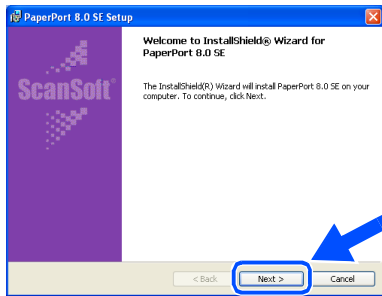 PaperPort 8.0 SE Setup
Welcome to InstallShield® Wizard for
PaperPort 8.0 SE
ScanSoft®
The InstallShield(R) Wizard will install PaperPort 8.0 SE on your
computer. To continue, click Next.
< Back
Next >
Cancel